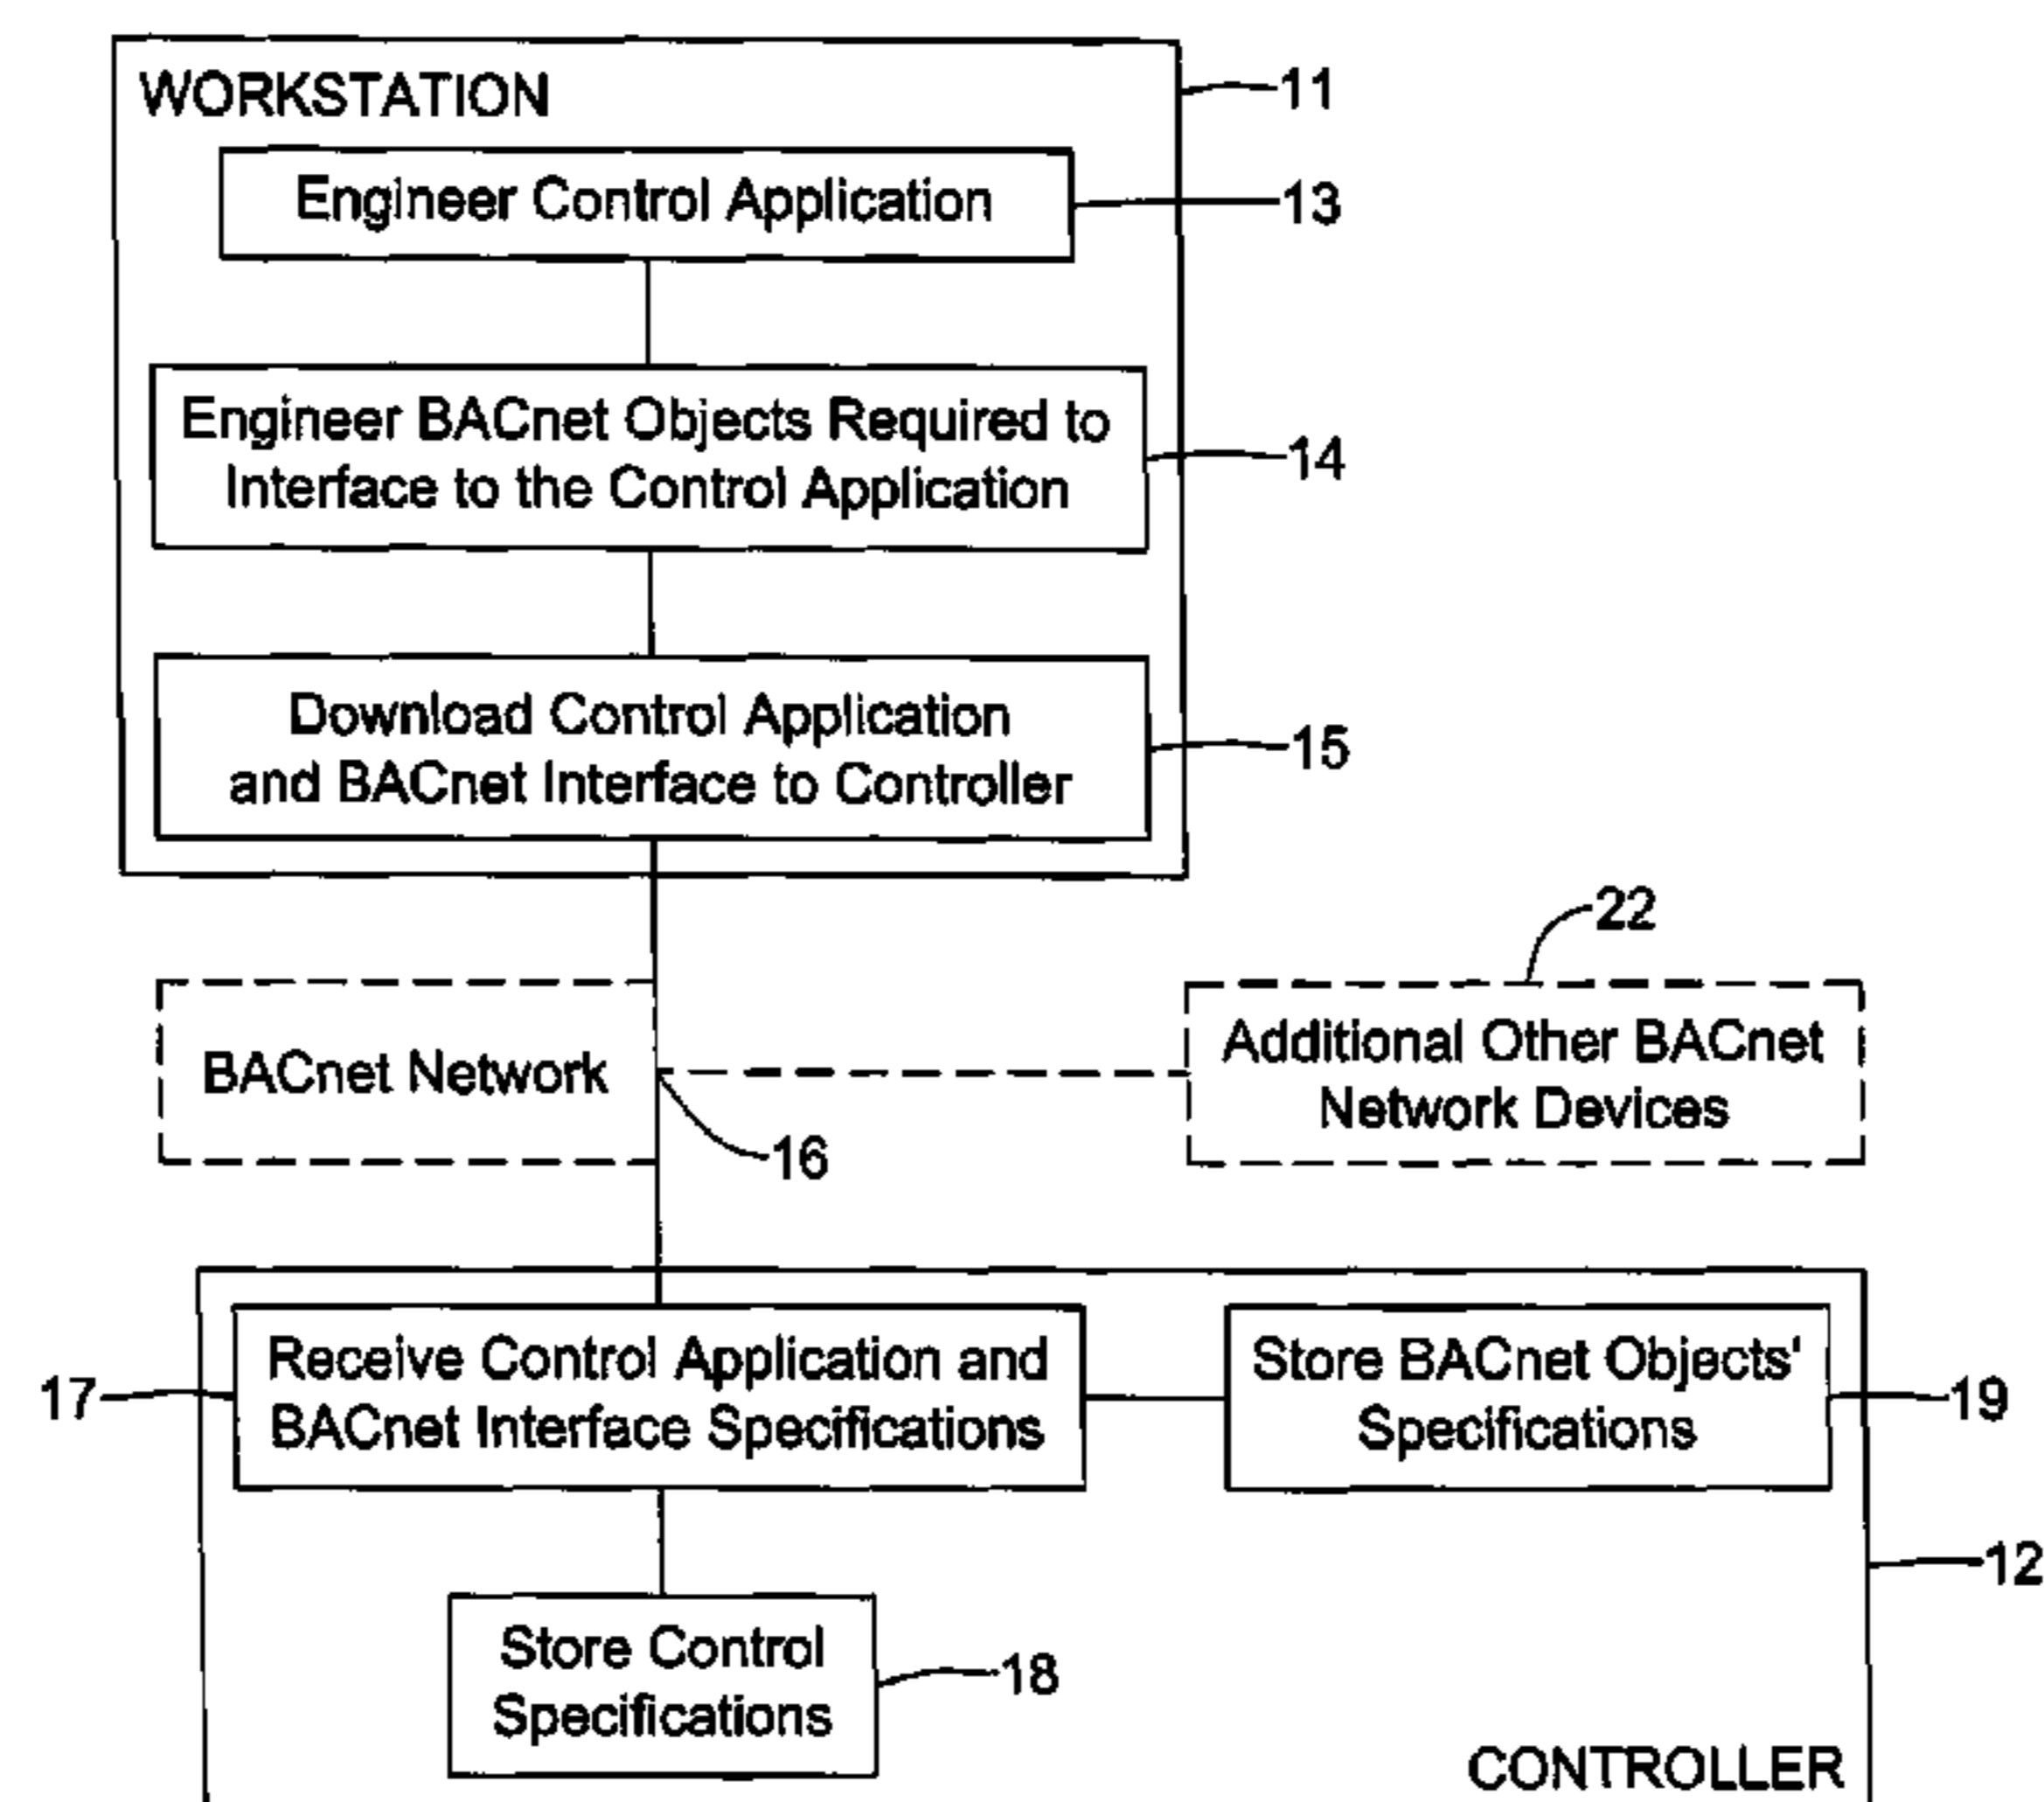 WORKSTATION
11
Engineer Control Application
13
Engineer BACnet Objects Required to
Interface to the Control Application
14
Download Control Application
and BACnet Interface to Controller
15
22
BACnet Network
Additional Other BACnet
Network Devices
16
Receive Control Application and
BACnet Interface Specifications
17
Store BACnet Objects'
Specifications
19
12
Store Control
Specifications
18
CONTROLLER